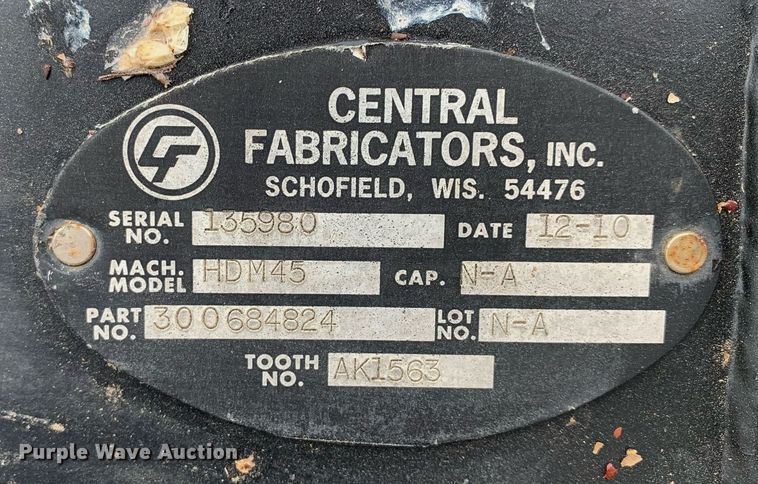 CENTRAL
FABRICATORS, INC.
SCHOFIELD, WIS. 54476
CF
SERIAL NO. 135980 DATE 12-10
MACH. MODEL HDM45 CAP. N-A
PART NO. 300684824 LOT NO. N-A
TOOTH NO. AK1563
Purple Wave Auction